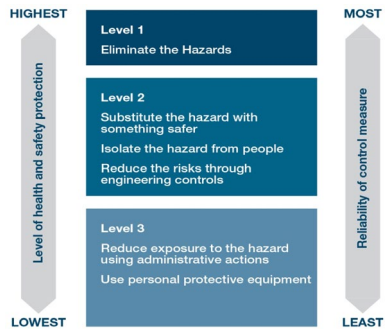 HIGHEST
MOST
Level of health and safety protection
Level 1
Eliminate the Hazards
Level 2
Substitute the hazard with
something safer
Isolate the hazard from people
Reduce the risks through
engineering controls
Level 3
Reduce exposure to the hazard
using administrative actions
Use personal protective equipment
Reliability of control measure
LOWEST
LEAST